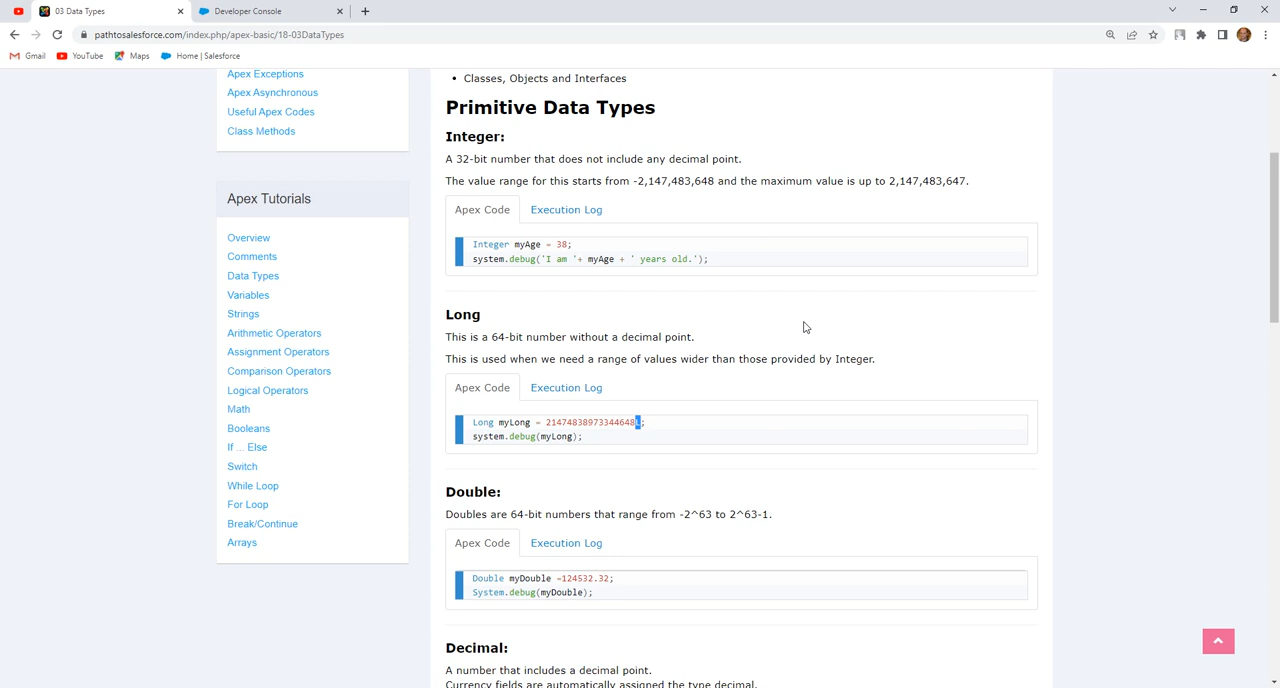 03 Data Types
Developer Console
pathtosalesforce.com/index.php/apex-basic/18-03DataTypes
Gmail
YouTube
Maps
Home | Salesforce
Apex Exceptions
Apex Asynchronous
Useful Apex Codes
Class Methods
Apex Tutorials
Overview
Comments
Data Types
Variables
Strings
Arithmetic Operators
Assignment Operators
Comparison Operators
Logical Operators
Math
Booleans
If ... Else
Switch
While Loop
For Loop
Break/Continue
Arrays
• Classes, Objects and Interfaces
Primitive Data Types
Integer:
A 32-bit number that does not include any decimal point.
The value range for this starts from -2,147,483,648 and the maximum value is up to 2,147,483,647.
Apex Code Execution Log
Integer myAge = 38;
system.debug('I am '+ myAge + ' years old.');
Long
This is a 64-bit number without a decimal point.
This is used when we need a range of values wider than those provided by Integer.
Apex Code Execution Log
Long myLong = 21474838973344648L;
system.debug(myLong);
Double:
Doubles are 64-bit numbers that range from -2^63 to 2^63-1.
Apex Code Execution Log
Double myDouble =124532.32;
System.debug(myDouble);
Decimal:
A number that includes a decimal point.
Currency fields are automatically assigned the type decimal.